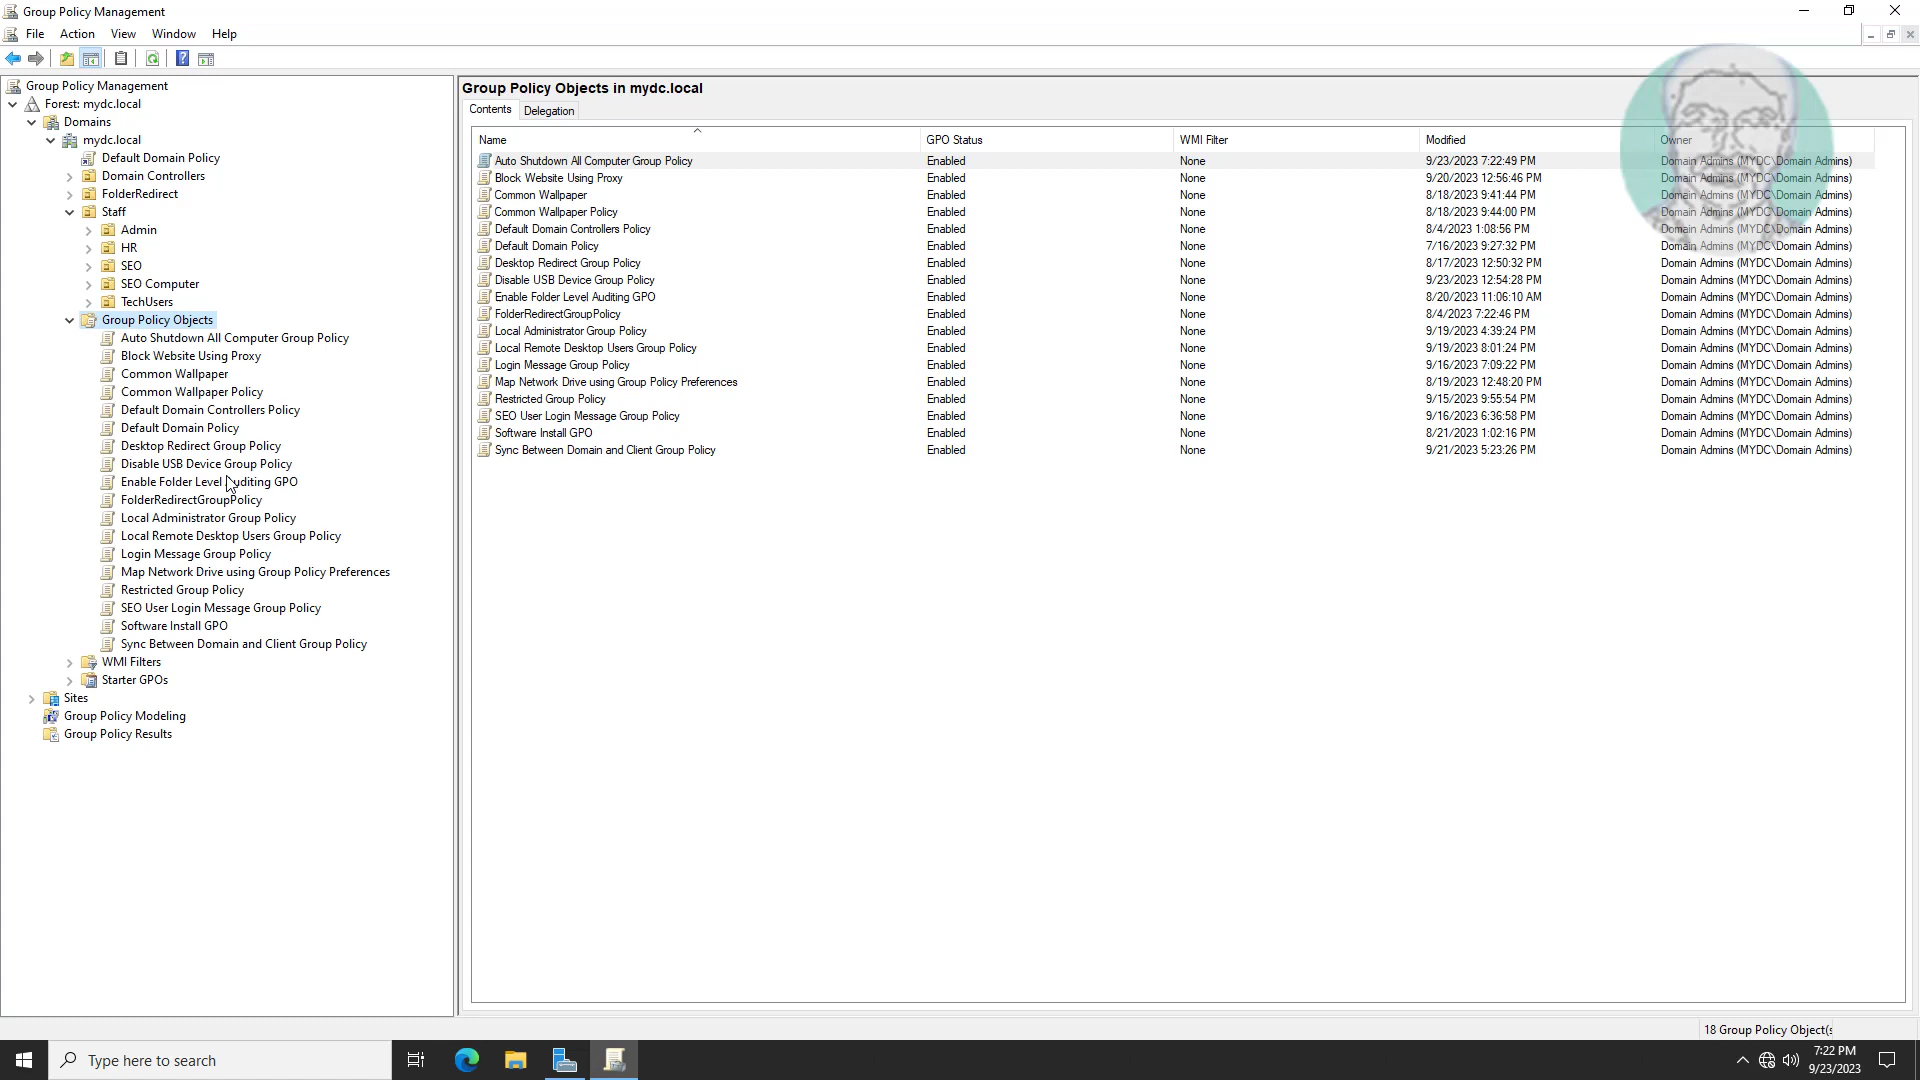 Group Policy Management
File Action View Window Help
Group Policy Management
Forest: mydc.local
Domains
mydc.local
Default Domain Policy
Domain Controllers
FolderRedirect
Staff
Admin
HR
SEO
SEO Computer
TechUsers
Group Policy Objects
Auto Shutdown All Computer Group Policy
Block Website Using Proxy
Common Wallpaper
Common Wallpaper Policy
Default Domain Controllers Policy
Default Domain Policy
Desktop Redirect Group Policy
Disable USB Device Group Policy
Enable Folder Level Auditing GPO
FolderRedirectGroupPolicy
Local Administrator Group Policy
Local Remote Desktop Users Group Policy
Login Message Group Policy
Map Network Drive using Group Policy Preferences
Restricted Group Policy
SEO User Login Message Group Policy
Software Install GPO
Sync Between Domain and Client Group Policy
WMI Filters
Starter GPOs
Sites
Group Policy Modeling
Group Policy Results
Group Policy Objects in mydc.local
Contents Delegation
Name GPO Status WMI Filter Modified Owner
Auto Shutdown All Computer Group Policy Enabled None 9/23/2023 7:22:49 PM Domain Admins (MYDC\Domain Admins)
Block Website Using Proxy Enabled None 9/20/2023 12:56:46 PM Domain Admins (MYDC\Domain Admins)
Common Wallpaper Enabled None 8/18/2023 9:41:44 PM Domain Admins (MYDC\Domain Admins)
Common Wallpaper Policy Enabled None 8/18/2023 9:44:00 PM Domain Admins (MYDC\Domain Admins)
Default Domain Controllers Policy Enabled None 8/4/2023 1:08:56 PM Domain Admins (MYDC\Domain Admins)
Default Domain Policy Enabled None 7/16/2023 9:27:32 PM Domain Admins (MYDC\Domain Admins)
Desktop Redirect Group Policy Enabled None 8/17/2023 12:50:32 PM Domain Admins (MYDC\Domain Admins)
Disable USB Device Group Policy Enabled None 9/23/2023 12:54:28 PM Domain Admins (MYDC\Domain Admins)
Enable Folder Level Auditing GPO Enabled None 8/20/2023 11:06:10 AM Domain Admins (MYDC\Domain Admins)
FolderRedirectGroupPolicy Enabled None 8/4/2023 7:22:46 PM Domain Admins (MYDC\Domain Admins)
Local Administrator Group Policy Enabled None 9/19/2023 4:39:24 PM Domain Admins (MYDC\Domain Admins)
Local Remote Desktop Users Group Policy Enabled None 9/19/2023 8:01:24 PM Domain Admins (MYDC\Domain Admins)
Login Message Group Policy Enabled None 9/16/2023 7:09:22 PM Domain Admins (MYDC\Domain Admins)
Map Network Drive using Group Policy Preferences Enabled None 8/19/2023 12:48:20 PM Domain Admins (MYDC\Domain Admins)
Restricted Group Policy Enabled None 9/15/2023 9:55:54 PM Domain Admins (MYDC\Domain Admins)
SEO User Login Message Group Policy Enabled None 9/16/2023 6:36:58 PM Domain Admins (MYDC\Domain Admins)
Software Install GPO Enabled None 8/21/2023 1:02:16 PM Domain Admins (MYDC\Domain Admins)
Sync Between Domain and Client Group Policy Enabled None 9/21/2023 5:23:26 PM Domain Admins (MYDC\Domain Admins)
18 Group Policy Object(s
Type here to search
7:22 PM
9/23/2023